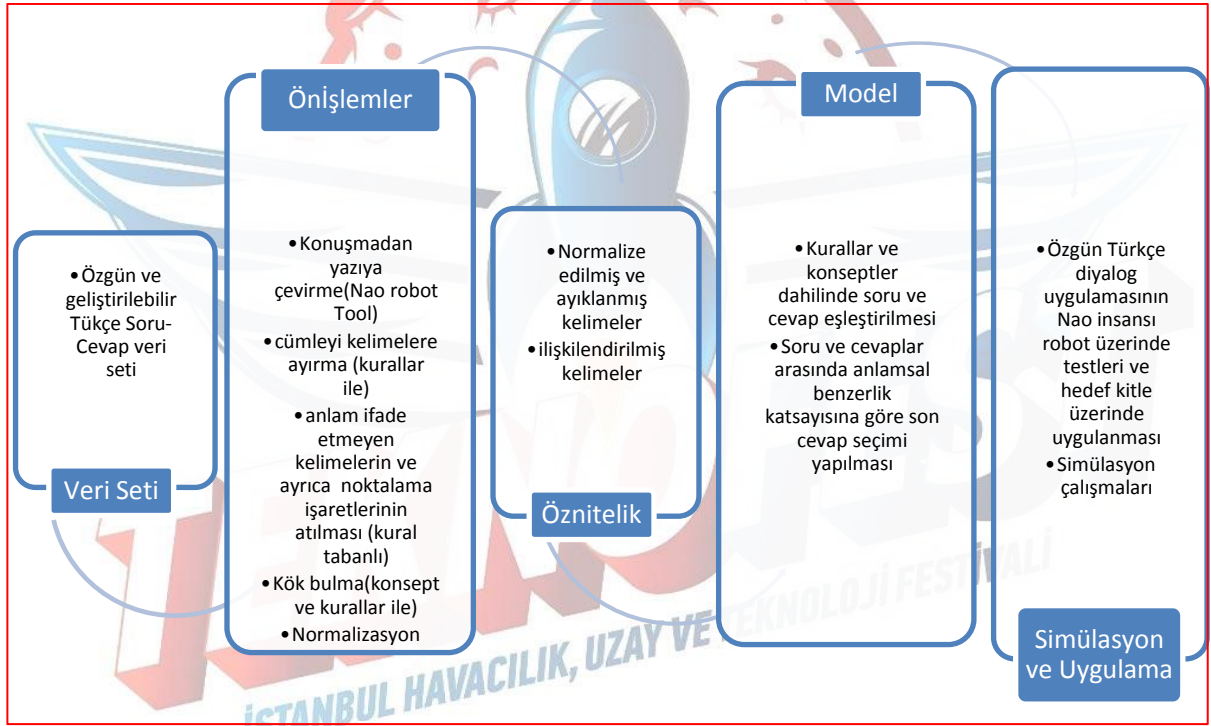 Veri Seti
•Özgün ve
geliştirilebilir
Tükçe Soru-
Cevap veri
seti
Önİşlemler
•Konuşmadan
yazıya
çevirme(Nao robot
Tool)
•cümleyi kelimelere
ayırma (kurallar
ile)
•anlam ifade
etmeyen
kelimelerin ve
ayrıca noktalama
işaretlerinin
atılması (kural
tabanlı)
•Kök bulma(konsept
ve kurallar ile)
•Normalizasyon
Öznitelik
•Normalize
edilmiş ve
ayıklanmış
kelimeler
•ilişkilendirilmiş
kelimeler
Model
•Kurallar ve
konseptler
dahilinde soru ve
cevap eşleştirilmesi
•Soru ve cevaplar
arasında anlamsal
benzerlik
katsayısına göre son
cevap seçimi
yapılması
Simülasyon
ve Uygulama
•Özgün Türkçe
diyalog
uygulamasının
Nao insansı
robot üzerinde
testleri ve
hedef kitle
üzerinde
uygulanması
•Simülasyon
çalışmaları
TEKNOFEST
İSTANBUL HAVACILIK, UZAY VE TEKNOLOJİ FESTİVALİ